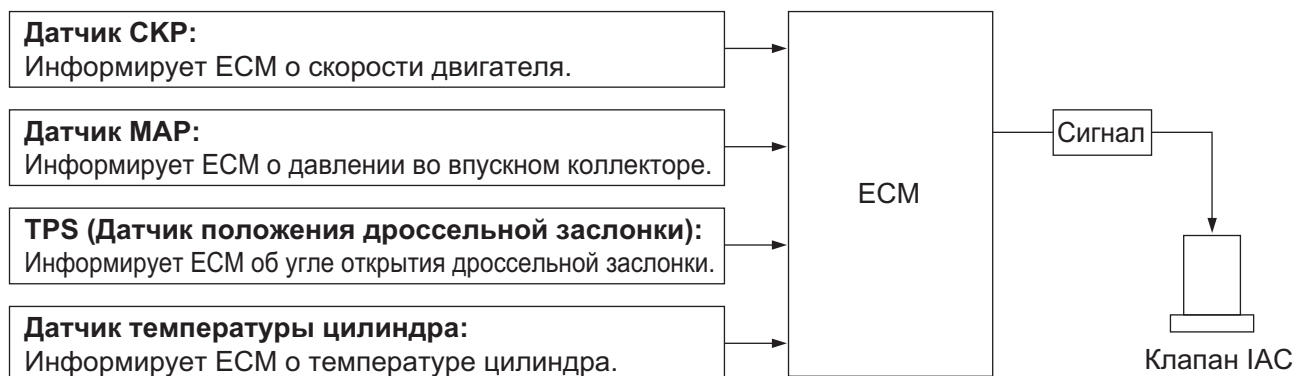 Датчик CKP:
Информирует ECM о скорости двигателя.
Датчик MAP:
Информирует ECM о давлении во впускном коллекторе.
TPS (Датчик положения дроссельной заслонки):
Информирует ECM об угле открытия дроссельной заслонки.
Датчик температуры цилиндра:
Информирует ECM о температуре цилиндра.
ECM
Сигнал
Клапан IAC